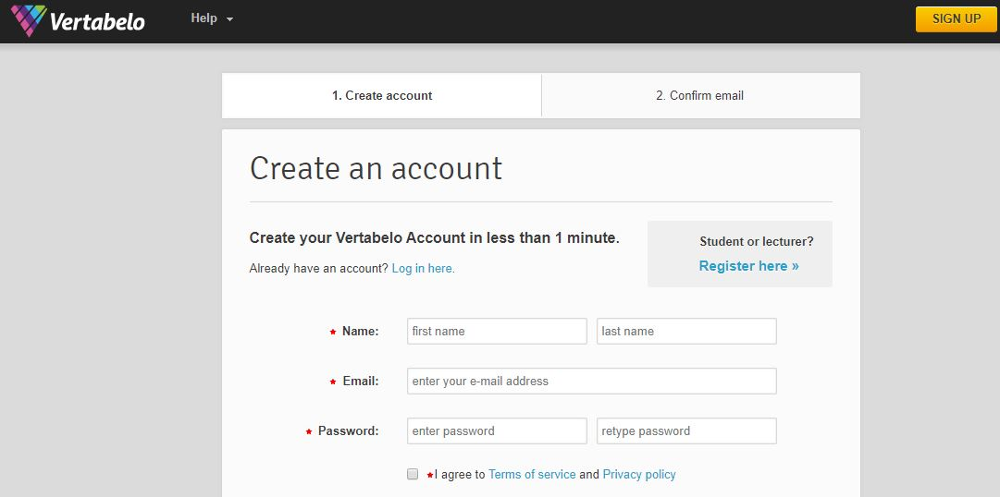 Vertabelo
Help
SIGN UP
1. Create account
2. Confirm email
Create an account
Create your Vertabelo Account in less than 1 minute.
Already have an account? Log in here.
Student or lecturer?
Register here »
* Name: first name last name
* Email: enter your e-mail address
* Password: enter password retype password
*I agree to Terms of service and Privacy policy